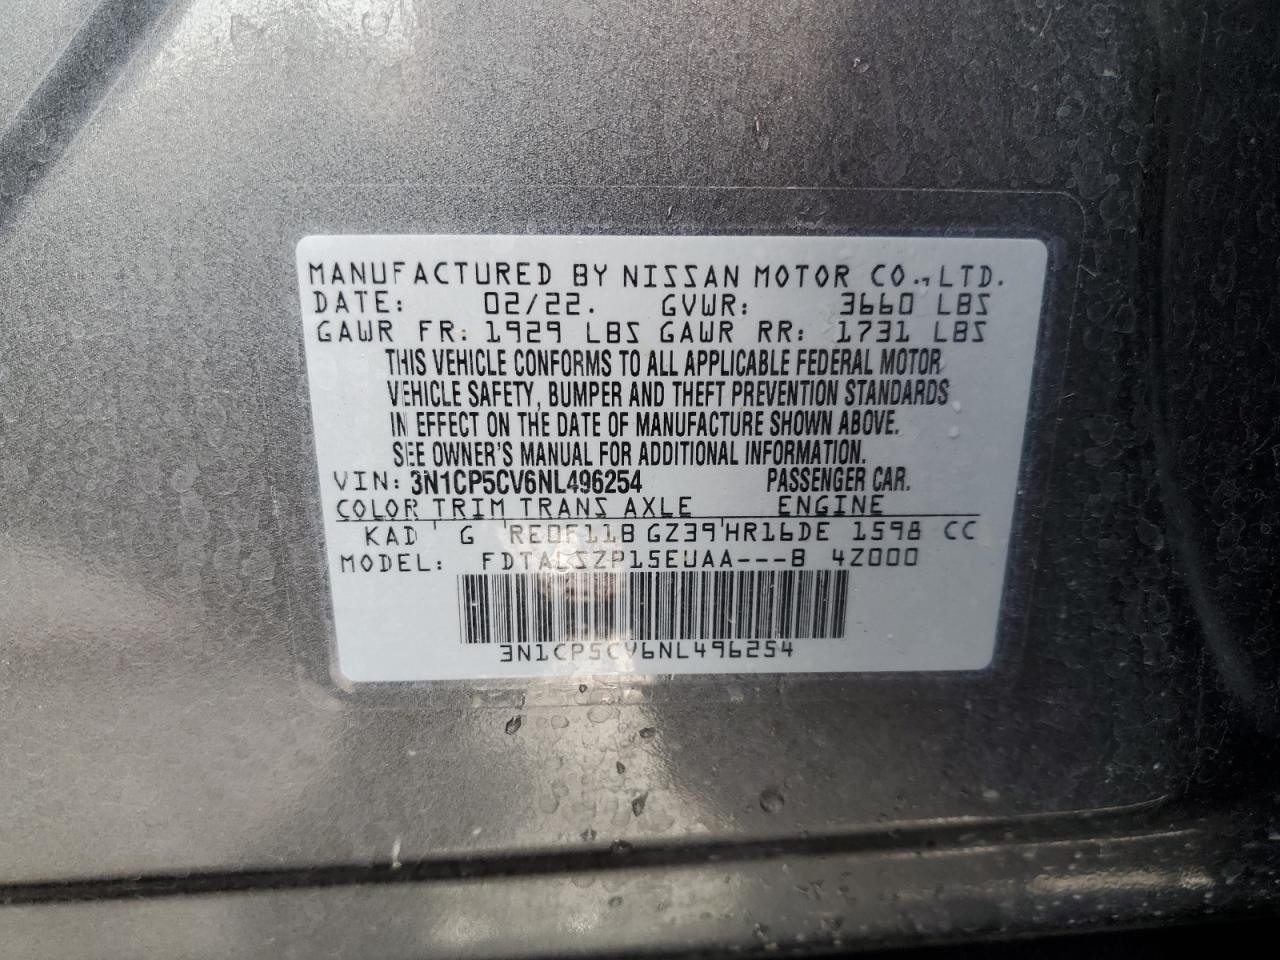 MANUFACTURED BY NISSAN MOTOR CO., LTD.
DATE: 02/22. GVWR: 3660 LBS
GAWR FR: 1929 LBS GAWR RR: 1731 LBS
THIS VEHICLE CONFORMS TO ALL APPLICABLE FEDERAL MOTOR
VEHICLE SAFETY, BUMPER AND THEFT PREVENTION STANDARDS
IN EFFECT ON THE DATE OF MANUFACTURE SHOWN ABOVE.
SEE OWNER'S MANUAL FOR ADDITIONAL INFORMATION.
VIN: 3N1CP5CV6NL496254 PASSENGER CAR.
COLOR TRIM TRANS AXLE ENGINE
KAD G RE0F11B GZ39 HR16DE 1598 CC
MODEL: 4Z000
3N1CP5CV6NL496254